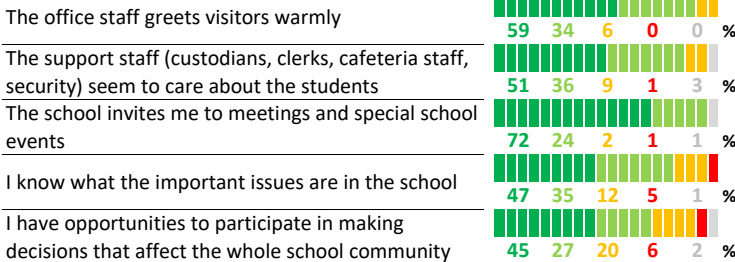 The office staff greets visitors warmly
59 34 6 0 0 %
The support staff (custodians, clerks, cafeteria staff,
security) seem to care about the students
51 36 9 1 3 %
The school invites me to meetings and special school
events
72 24 2 1 1 %
I know what the important issues are in the school
47 35 12 5 1 %
I have opportunities to participate in making
decisions that affect the whole school community
45 27 20 6 2 %